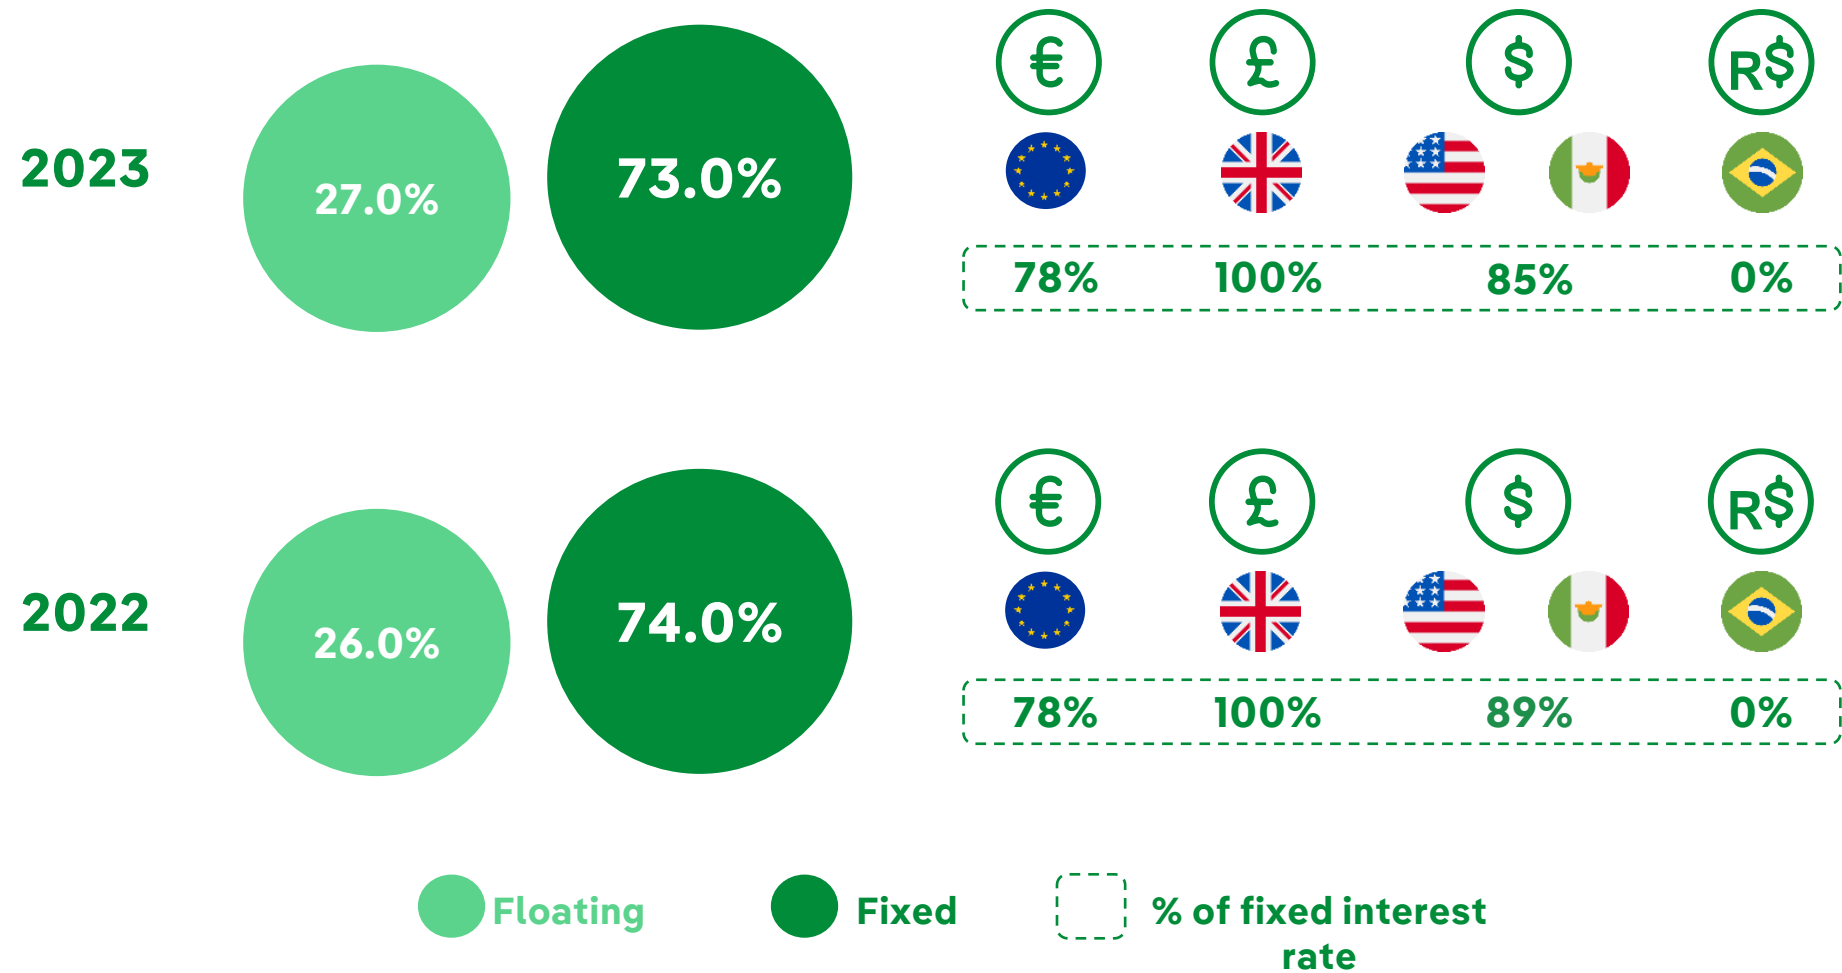 € £ $ R$
2023 27.0% 73.0%
78% 100% 85% 0%
€ £ $ R$
2022 26.0% 74.0%
78% 100% 89% 0%
Floating Fixed % of fixed interest
rate